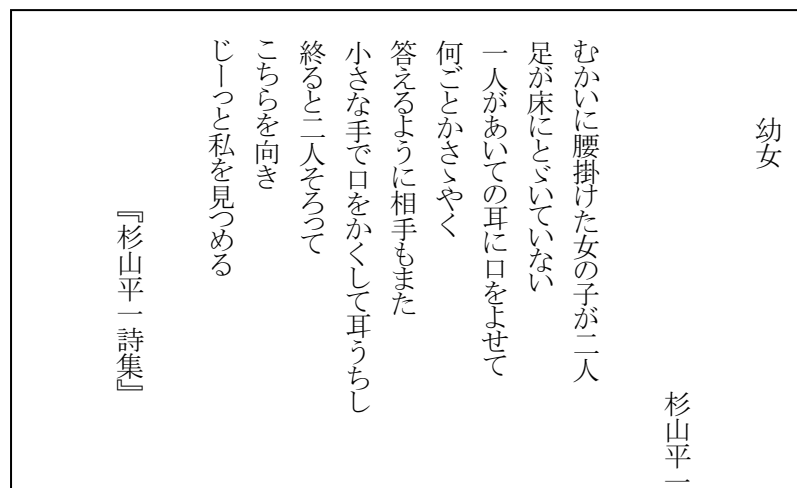 幼女
杉山平一
むかいに腰掛けた女の子が二人
足が床にとゞいていない
一人があいての耳に口をよせて
何ごとかさゝやく
答えるように相手もまた
小さな手で口をかくして耳うちし
終ると二人そろって
こちらを向き
じーっと私を見つめる
『杉山平一詩集』